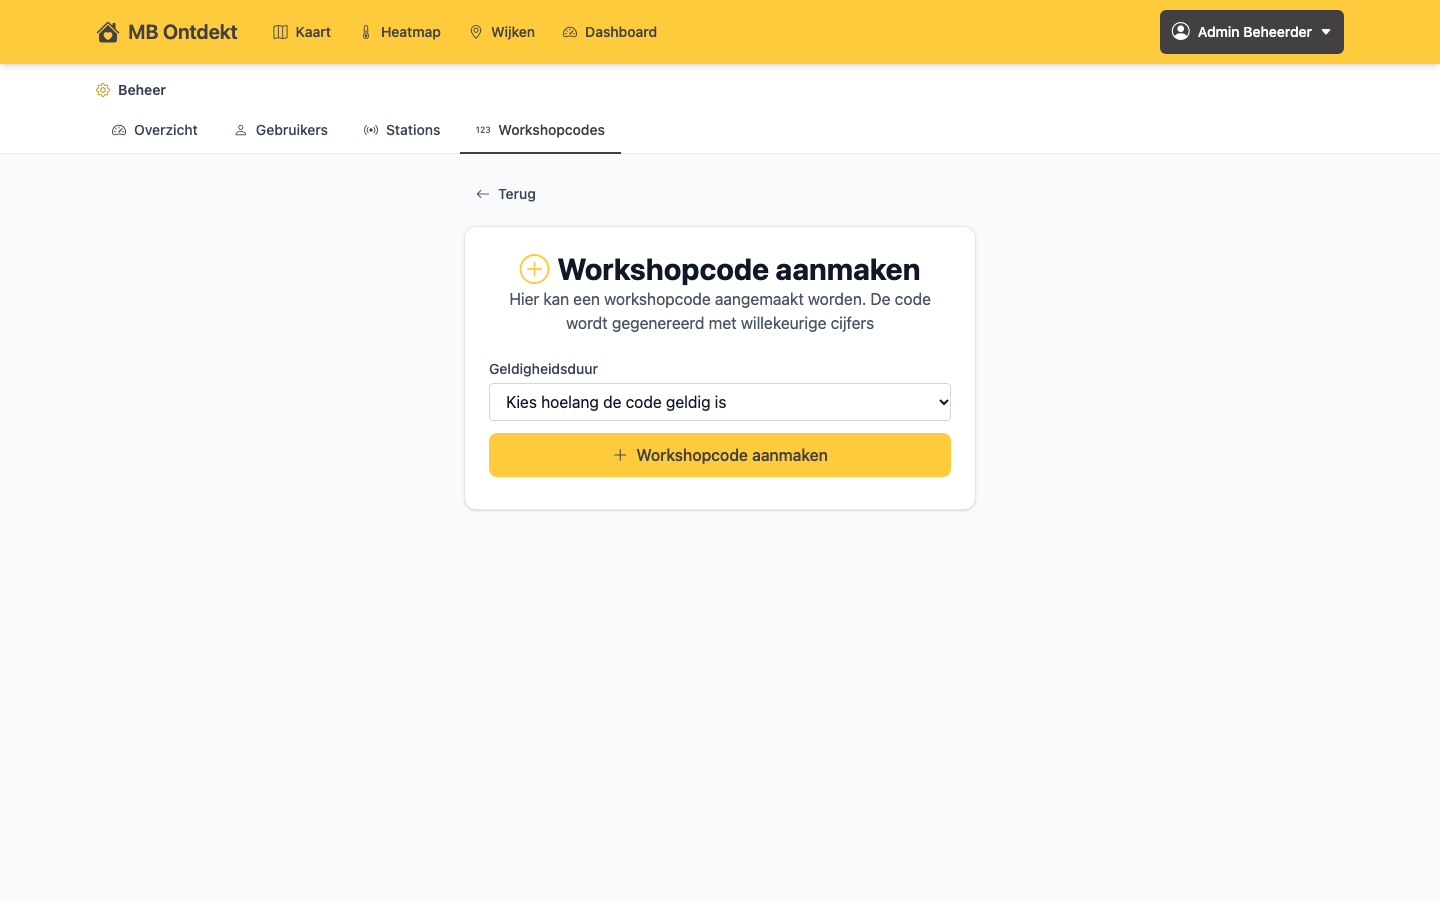 MB Ontdekt
Kaart
Heatmap
Wijken
Dashboard
Admin Beheerder
Beheer
Overzicht
Gebruikers
Stations
123 Workshopcodes
Terug
Workshopcode aanmaken
Hier kan een workshopcode aangemaakt worden. De code
wordt gegenereerd met willekeurige cijfers
Geldigheidsduur
Kies hoelang de code geldig is
Workshopcode aanmaken